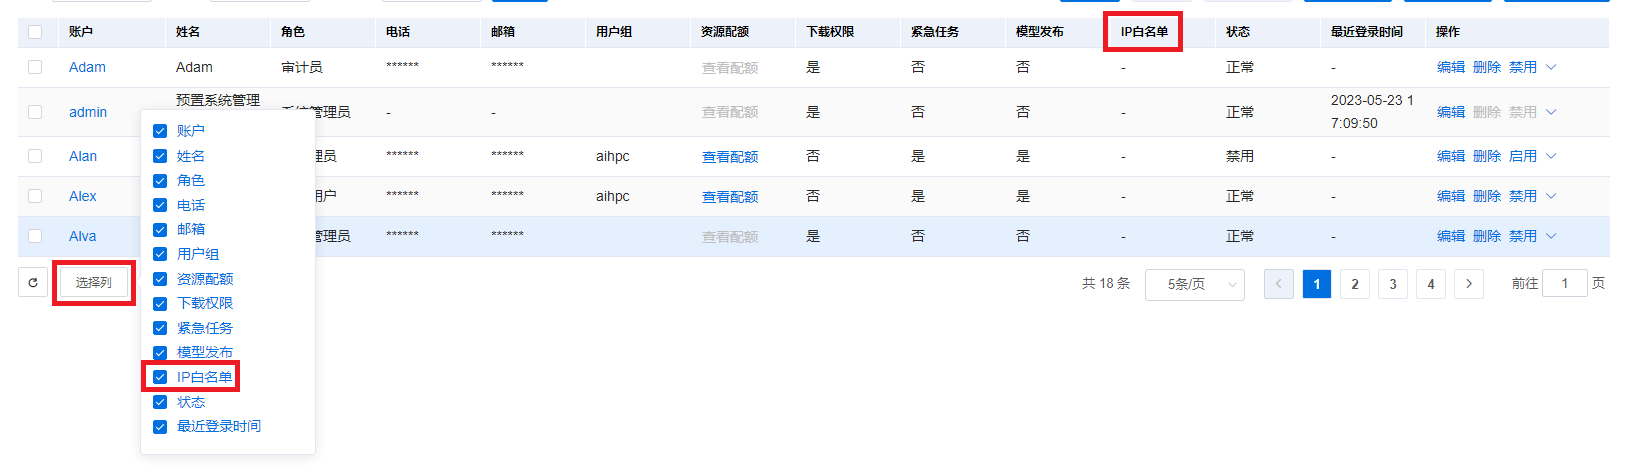 账户 姓名 角色 电话 邮箱 用户组 资源配额 下载权限 紧急任务 模型发布 IP白名单 状态 最近登录时间 操作
Adam Adam 审计员 ****** ****** 查看配额 是 否 否 - 正常 - 编辑 删除 禁用
预置系统管理
admin 管理员 - - 查看配额 是 否 否 - 正常 2023-05-23 1 编辑 删除 禁用
7:09:50
Alan 理员 ****** ****** aihpc 查看配额 否 是 是 - 禁用 - 编辑 删除 启用
Alex 用户 ****** ****** aihpc 查看配额 否 是 是 - 正常 - 编辑 删除 禁用
Alva 管理员 ****** ****** 查看配额 是 否 否 - 正常 - 编辑 删除 禁用
选择列
账户
姓名
角色
电话
邮箱
用户组
资源配额
下载权限
紧急任务
模型发布
IP白名单
状态
最近登录时间
共 18 条 5条/页 1 2 3 4 前往 1 页